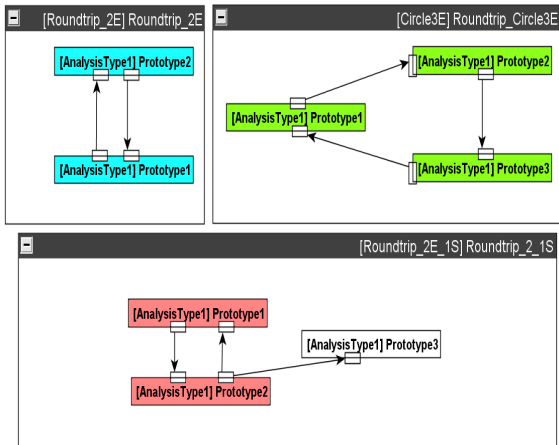 [Roundtrip_2E] Roundtrip_2E
[AnalysisType1] Prototype2
[AnalysisType1] Prototype1
[Circle3E] Roundtrip_Circle3E
[AnalysisType1] Prototype2
[AnalysisType1] Prototype1
[AnalysisType1] Prototype3
[Roundtrip_2E_1S] Roundtrip_2_1S
[AnalysisType1] Prototype1
[AnalysisType1] Prototype3
[AnalysisType1] Prototype2